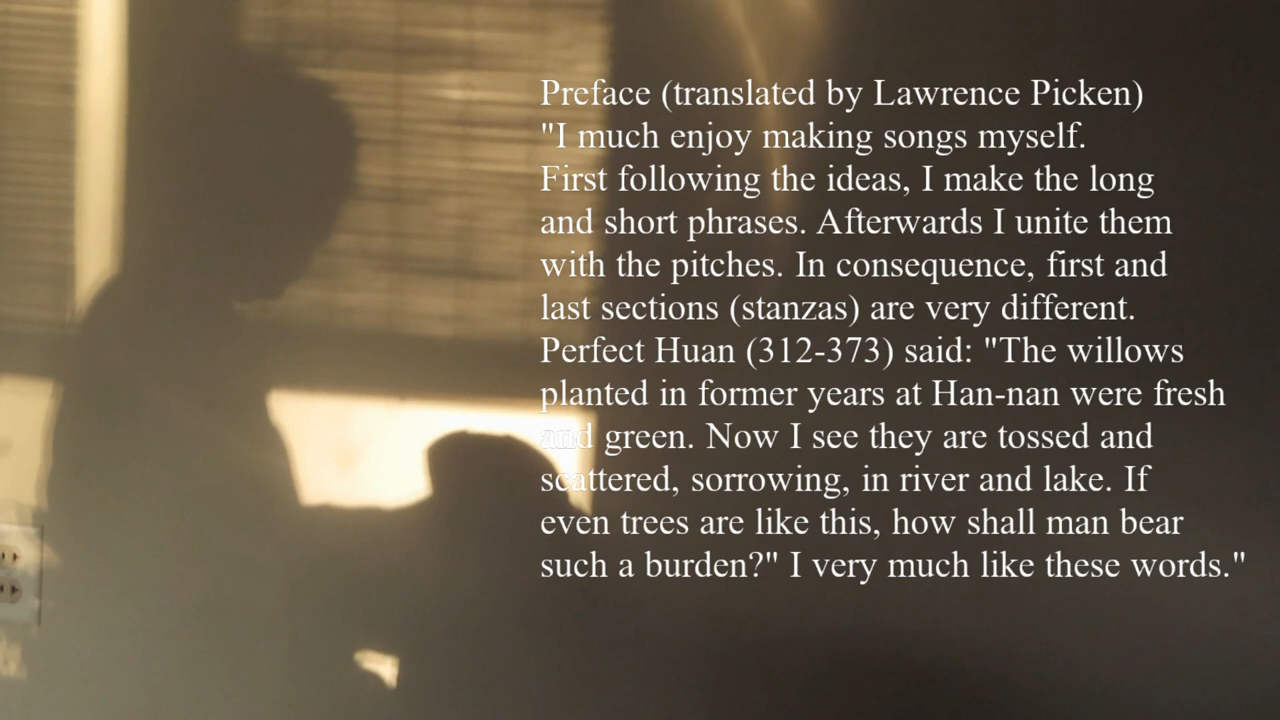 Preface (translated by Lawrence Picken)
"I much enjoy making songs myself.
First following the ideas, I make the long
and short phrases. Afterwards I unite them
with the pitches. In consequence, first and
last sections (stanzas) are very different.
Perfect Huan (312-373) said: "The willows
planted in former years at Han-nan were fresh
and green. Now I see they are tossed and
scattered, sorrowing, in river and lake. If
even trees are like this, how shall man bear
such a burden?" I very much like these words."